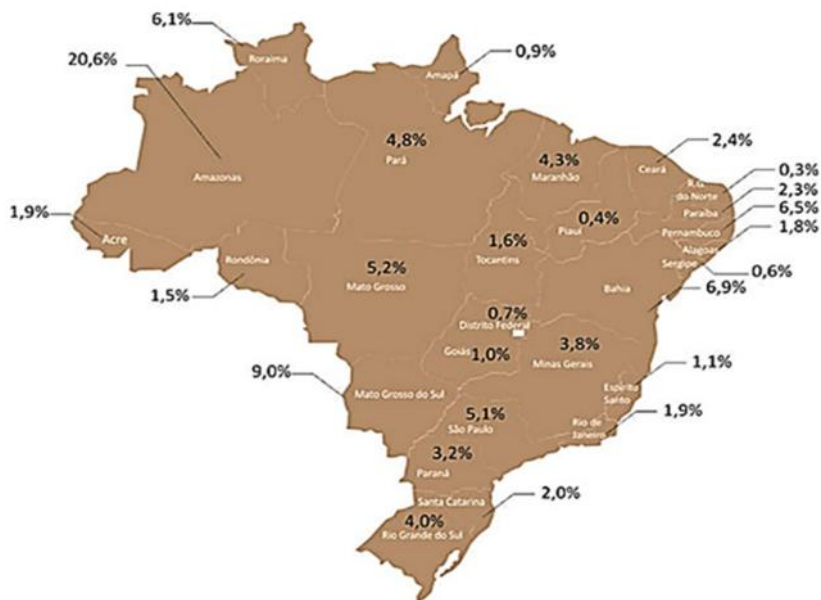 6,1%
Roraima
20,6%
0,9%
Amapá
4,8%
Pará
2,4%
4,3%
Maranhão
Ceará
0,3%
R.G.
do Norte
2,3%
Paraíba
6,5%
Pernambuco
1,8%
Alagoas
Sergipe
0,6%
6,9%
Amazonas
1,9%
Acre
Rondônia
1,5%
0,4%
Piauí
1,6%
Tocantins
5,2%
Mato Grosso
Bahia
0,7%
Distrito Federal
Goiás 1,0%
3,8%
Minas Gerais
1,1%
Espírito
Santo
9,0%
Mato Grosso do Sul
1,9%
Rio de
Janeiro
5,1%
São Paulo
3,2%
Paraná
2,0%
Santa Catarina
4,0%
Rio Grande do Sul